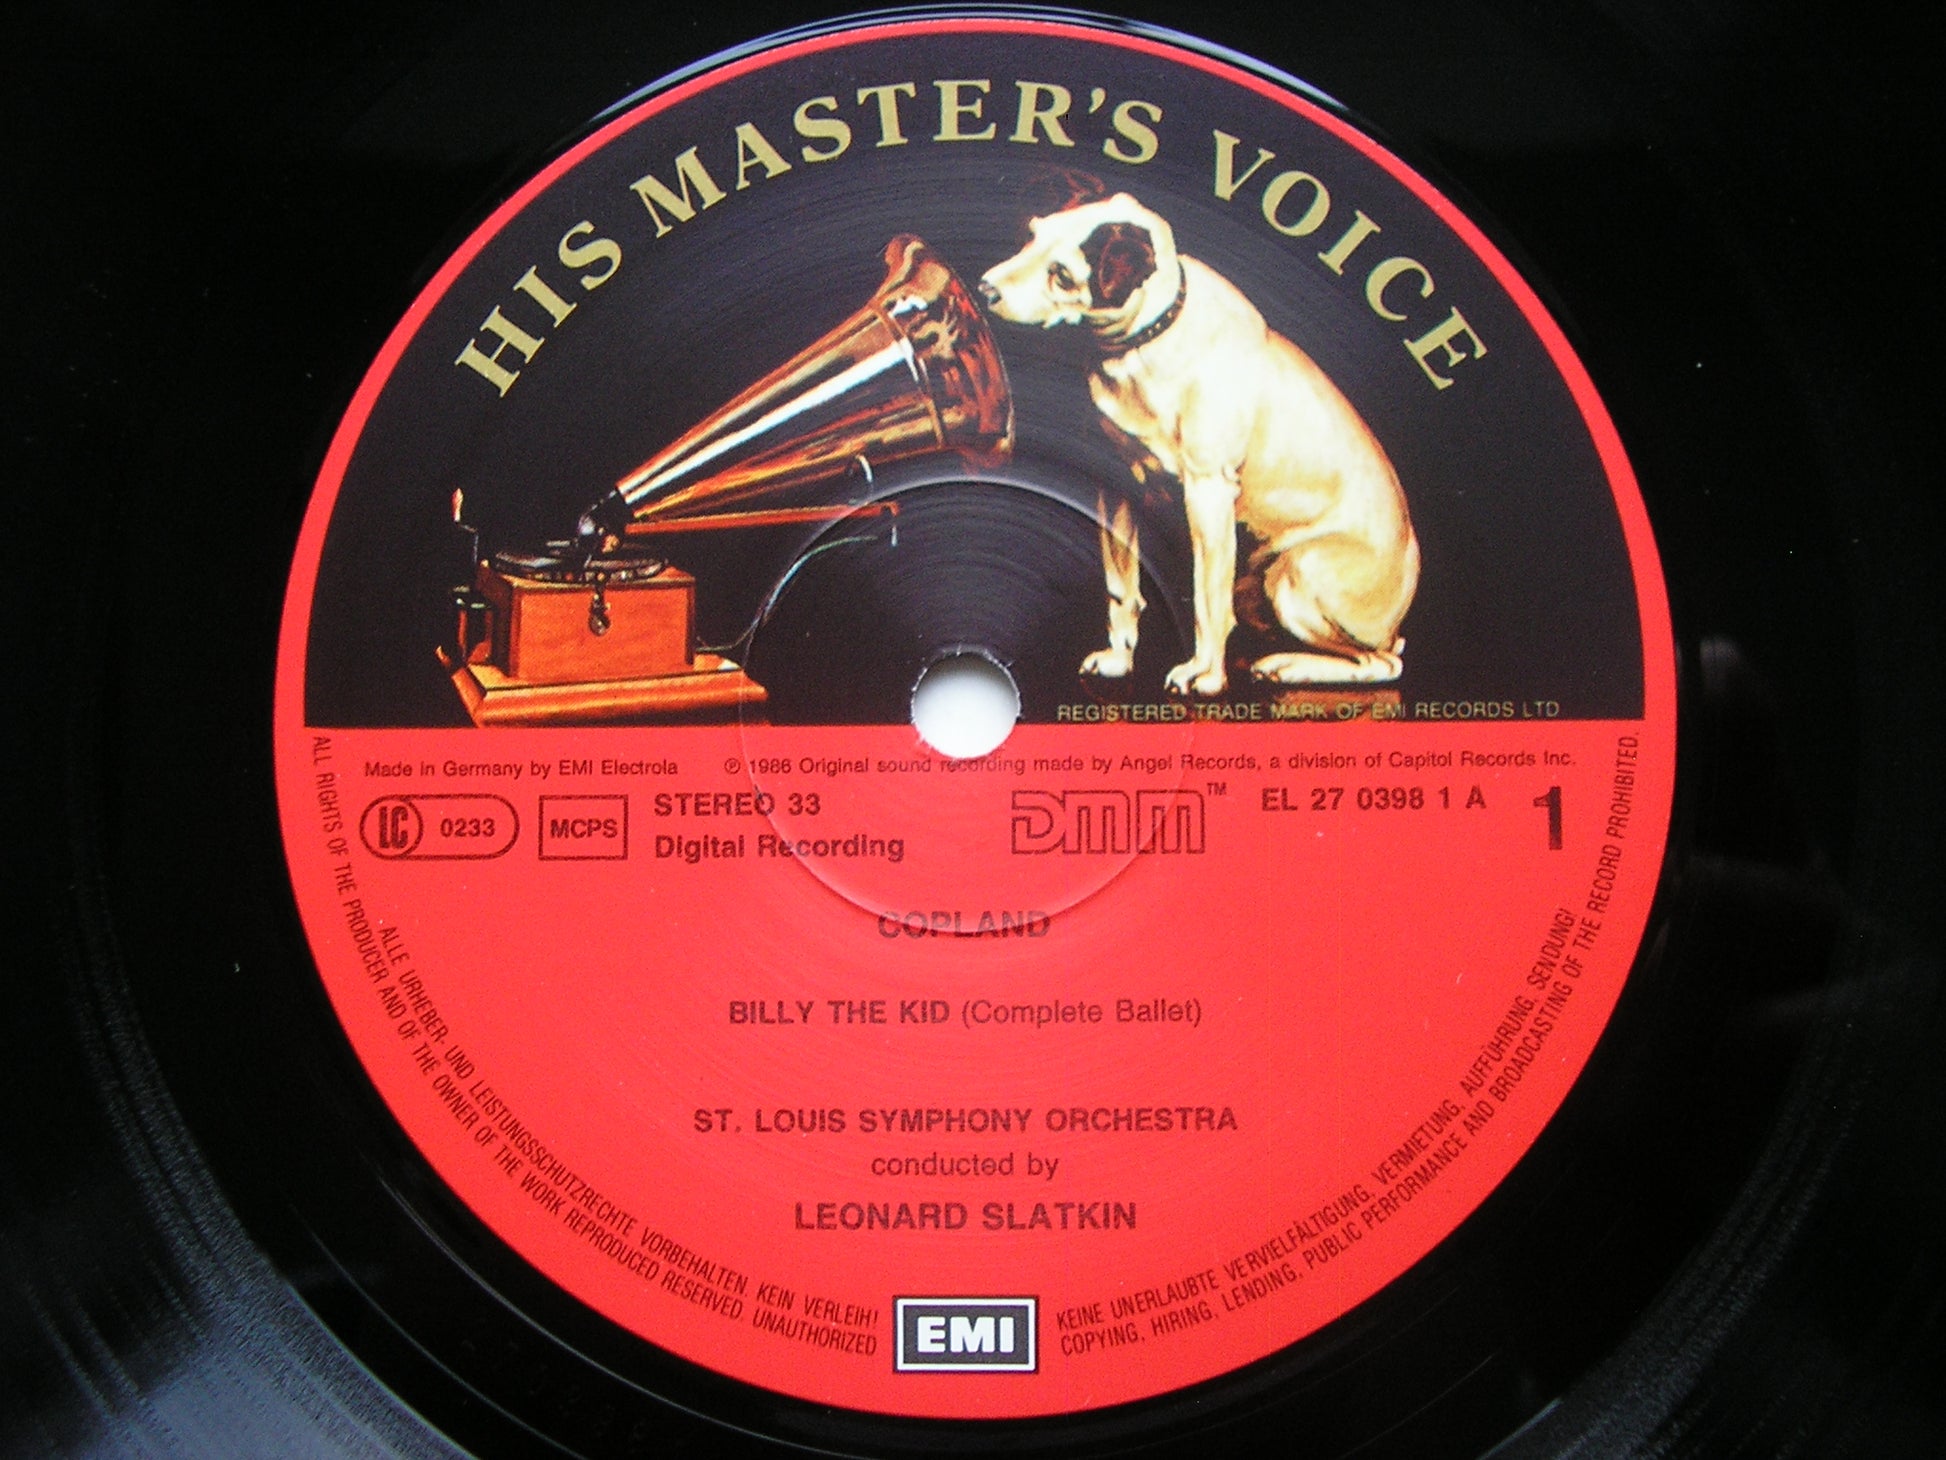 HIS MASTER'S VOICE
REGISTERED TRADE MARK OF EMI RECORDS LTD
Made in Germany by EMI Electrola
℗ 1986 Original sound recording made by Angel Records, a division of Capitol Records Inc.
LC 0233
MCPS
STEREO 33
Digital Recording
DMM™
EL 27 0398 1 A
1
COPLAND
BILLY THE KID (Complete Ballet)
ST. LOUIS SYMPHONY ORCHESTRA
conducted by
LEONARD SLATKIN
EMI
ALLE URHEBER- UND LEISTUNGSSCHUTZRECHTE VORBEHALTEN. KEIN VERLEIH!
KEINE UNERLAUBTE VERVIELFÄLTIGUNG, VERMIETUNG, AUFFÜHRUNG, SENDUNG!
ALL RIGHTS OF THE PRODUCER AND OF THE OWNER OF THE WORK REPRODUCED RESERVED. UNAUTHORIZED
COPYING, HIRING, LENDING, PUBLIC PERFORMANCE AND BROADCASTING OF THE RECORD PROHIBITED.